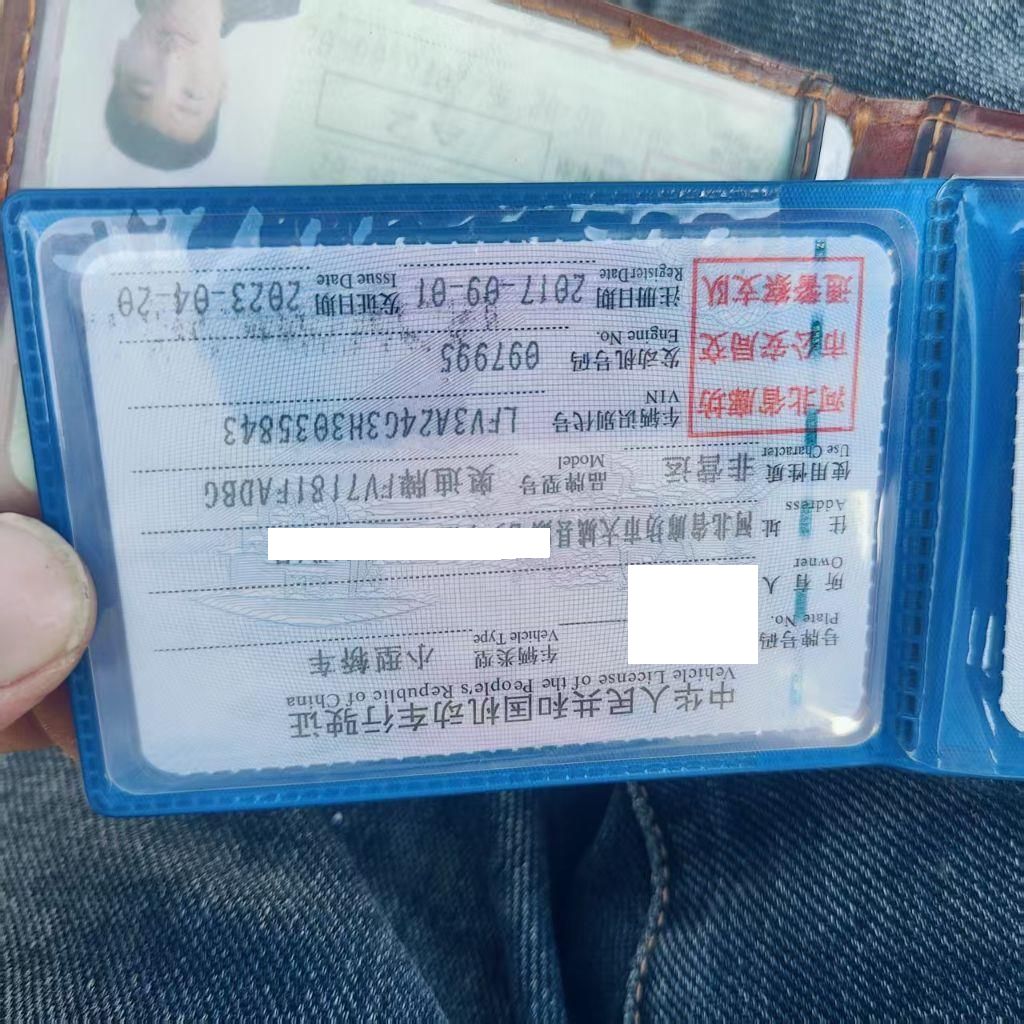 中华人民共和国机动车行驶证
Vehicle License of the People's Republic of China
号牌号码
Plate No.
车辆类型 小型轿车
Vehicle Type
所有人
Owner
住址 河北省廊坊市大城县
Address
使用性质 非营运 品牌型号 奥迪牌FV7181FADBG
Use Character Model
车辆识别代号 LFV3A24G3H3035843
VIN
发动机号码 097995
Engine No.
注册日期 2017-09-01 发证日期 2023-04-20
Register Date Issue Date
河北省廊坊
市公安局交
通警察支队